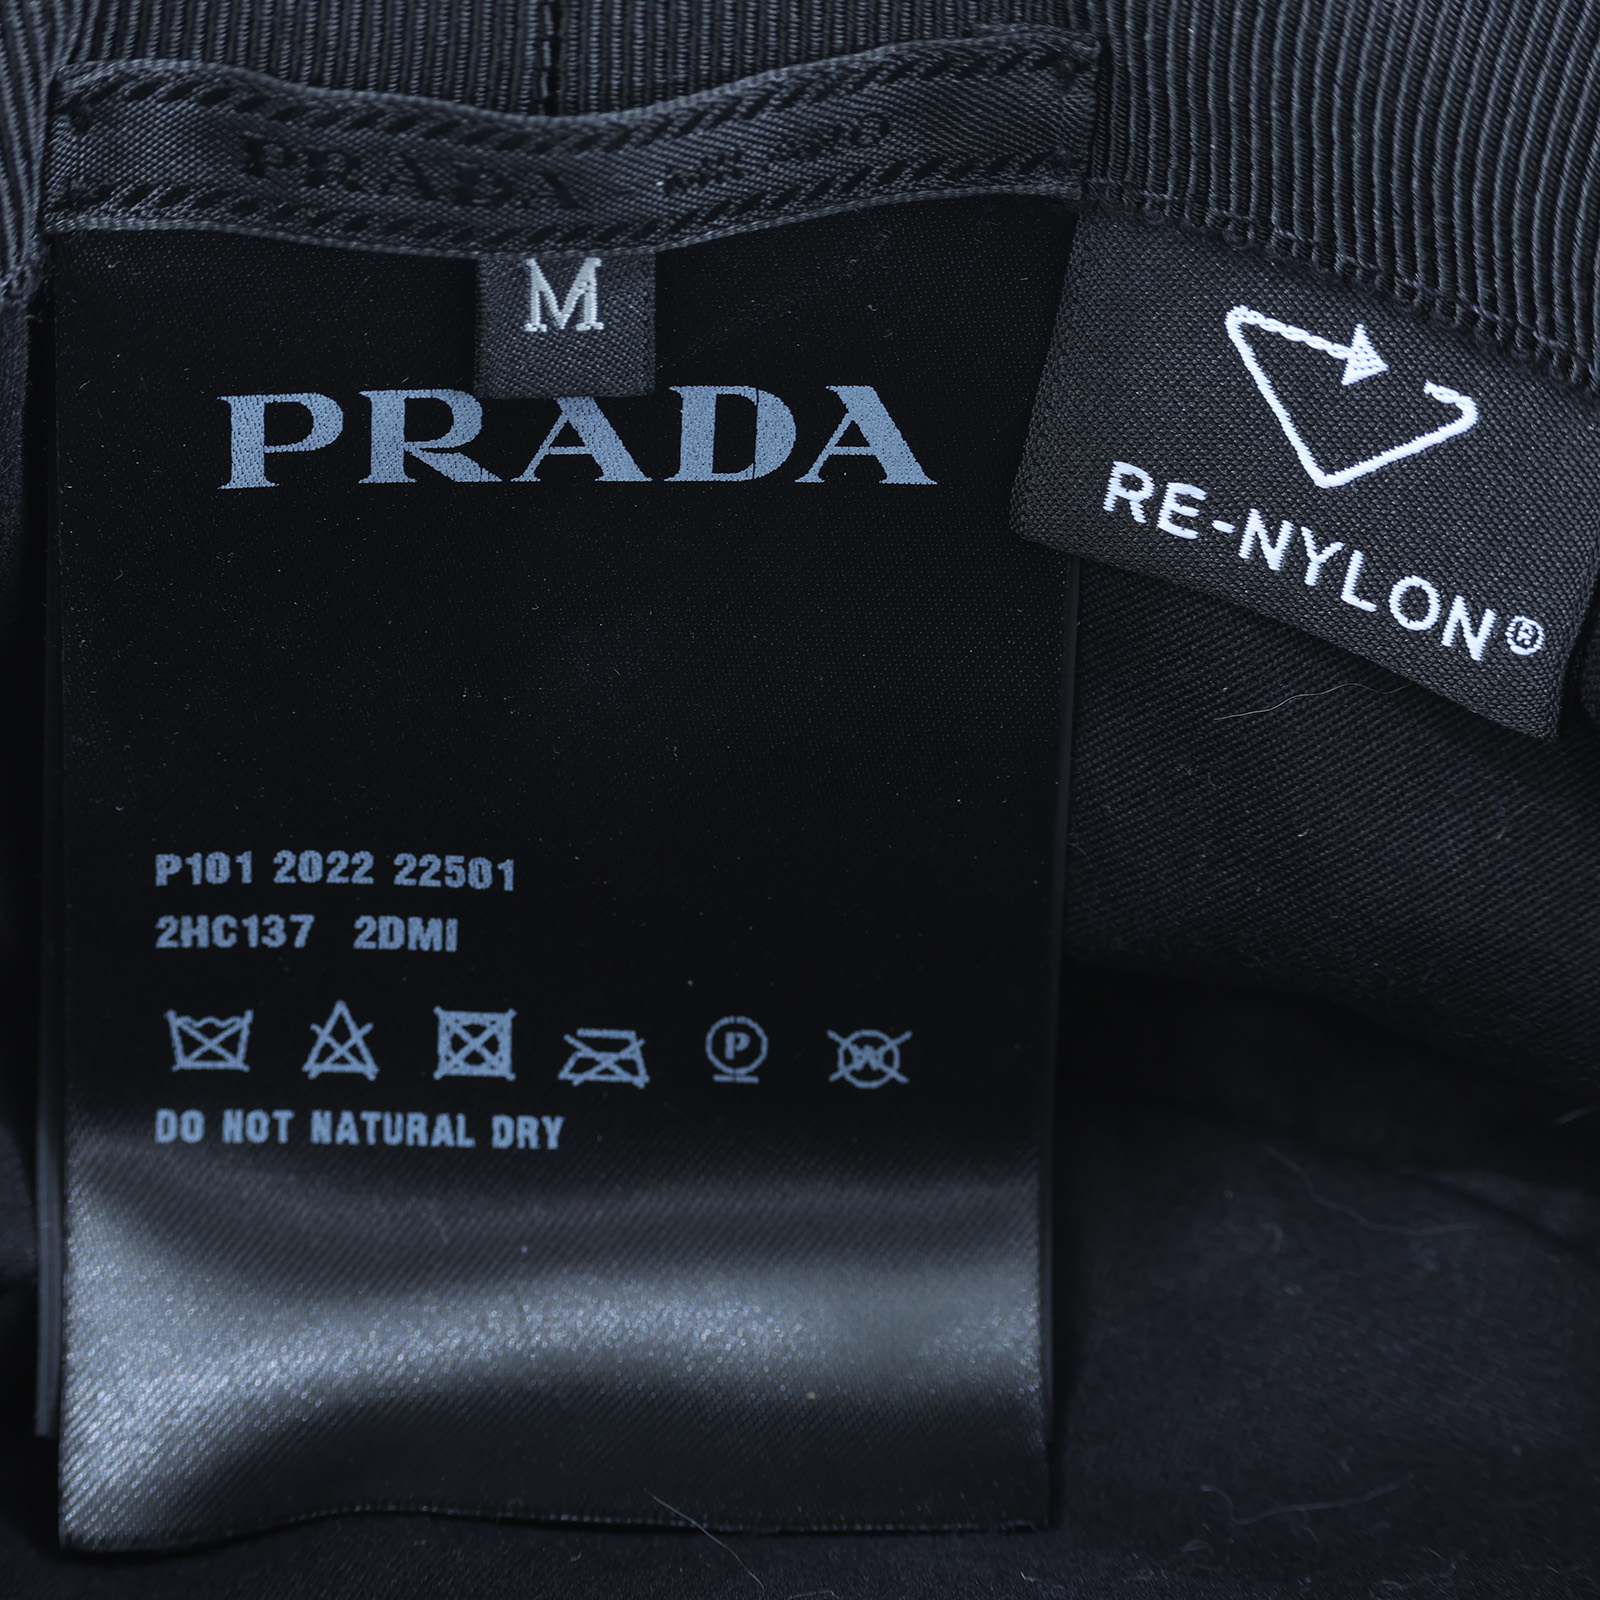 PRADA
M
PRADA
RE-NYLON®
P101 2022 22501
2HC137 2DMI
P
W
DO NOT NATURAL DRY